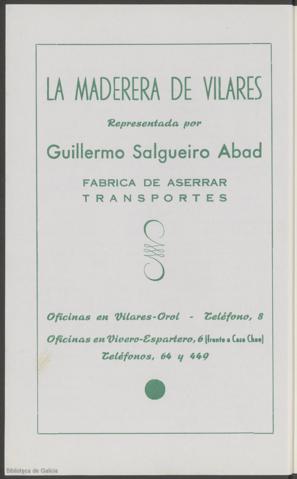 LA MADERERA DE VILARES
Representada por
Guillermo Salgueiro Abad
FABRICA DE ASERRAR
TRANSPORTES
Oficinas en Vilares-Orol - Teléfono, 8
Oficinas en Vivero-Espartero, 6 (frente a Casa Chao)
Teléfonos, 64 y 449
Biblioteca de Galicia